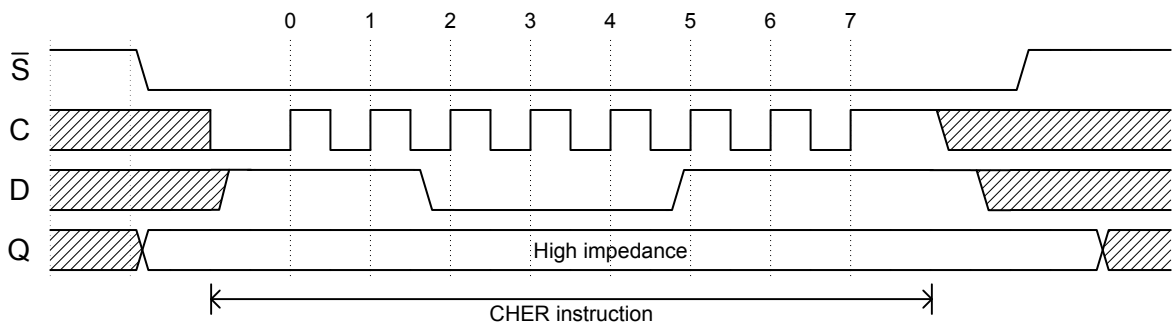 0 1 2 3 4 5 6 7
S̅
C
D
Q
High impedance
CHER instruction